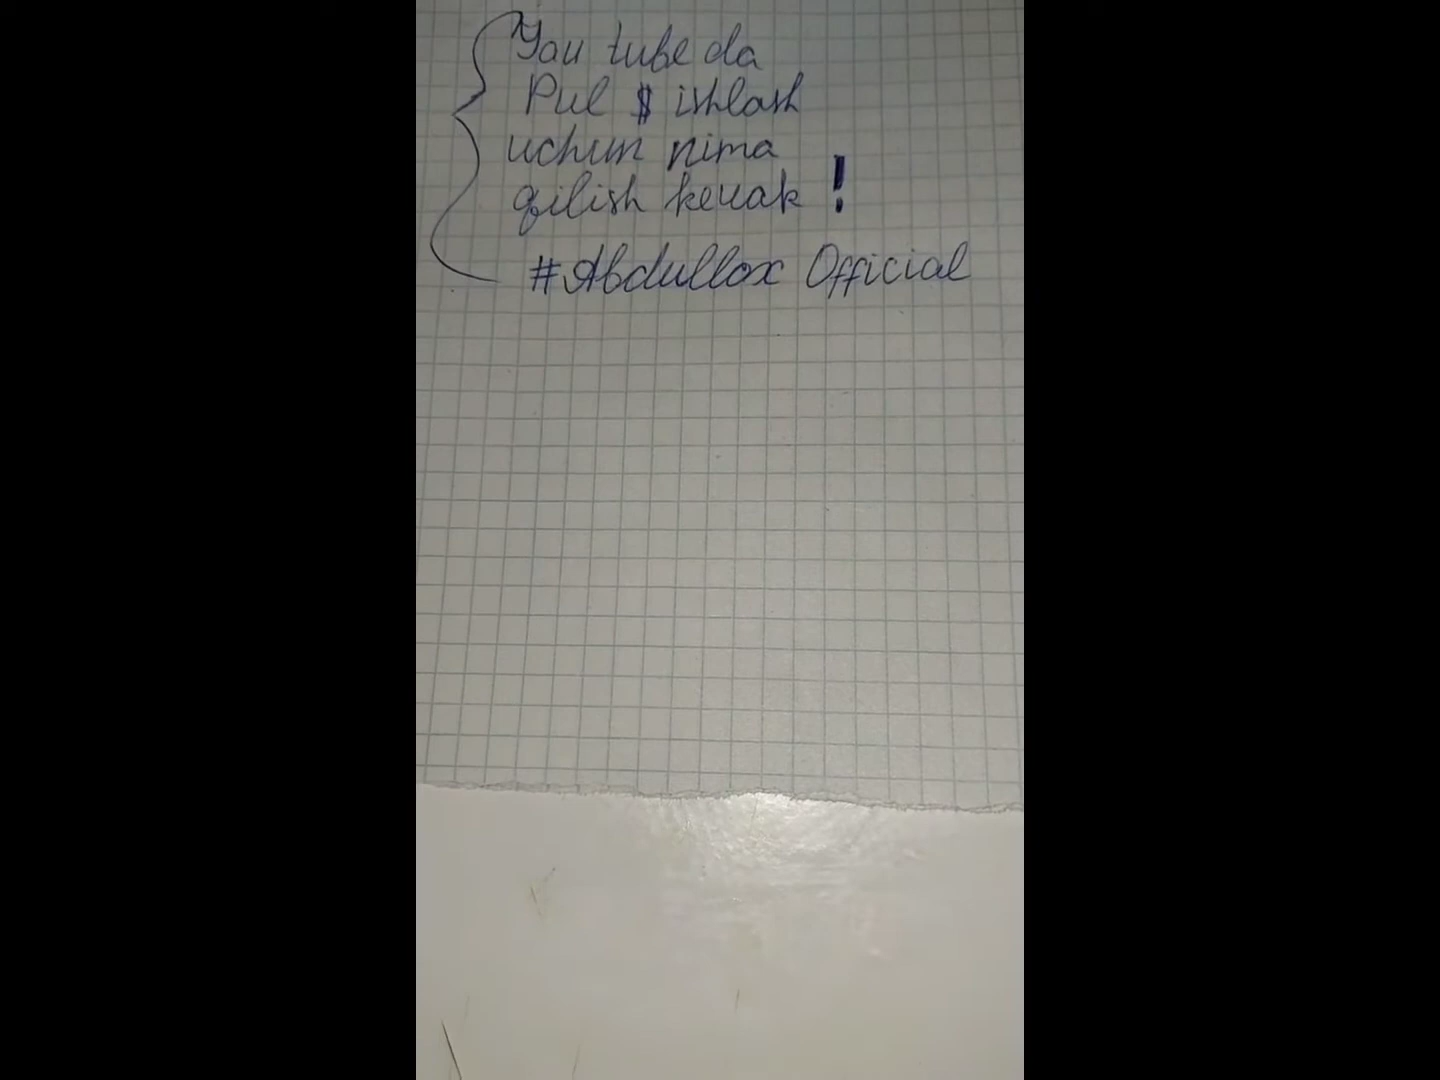 You tube da
Pul $ ishlash
uchun nima
qilish kerak !
#Abdullox Official